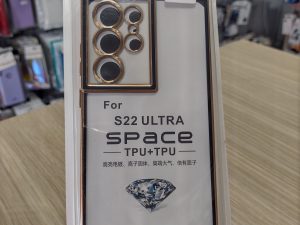 For
S22 ULTRA
SPACE
TPU+TPU